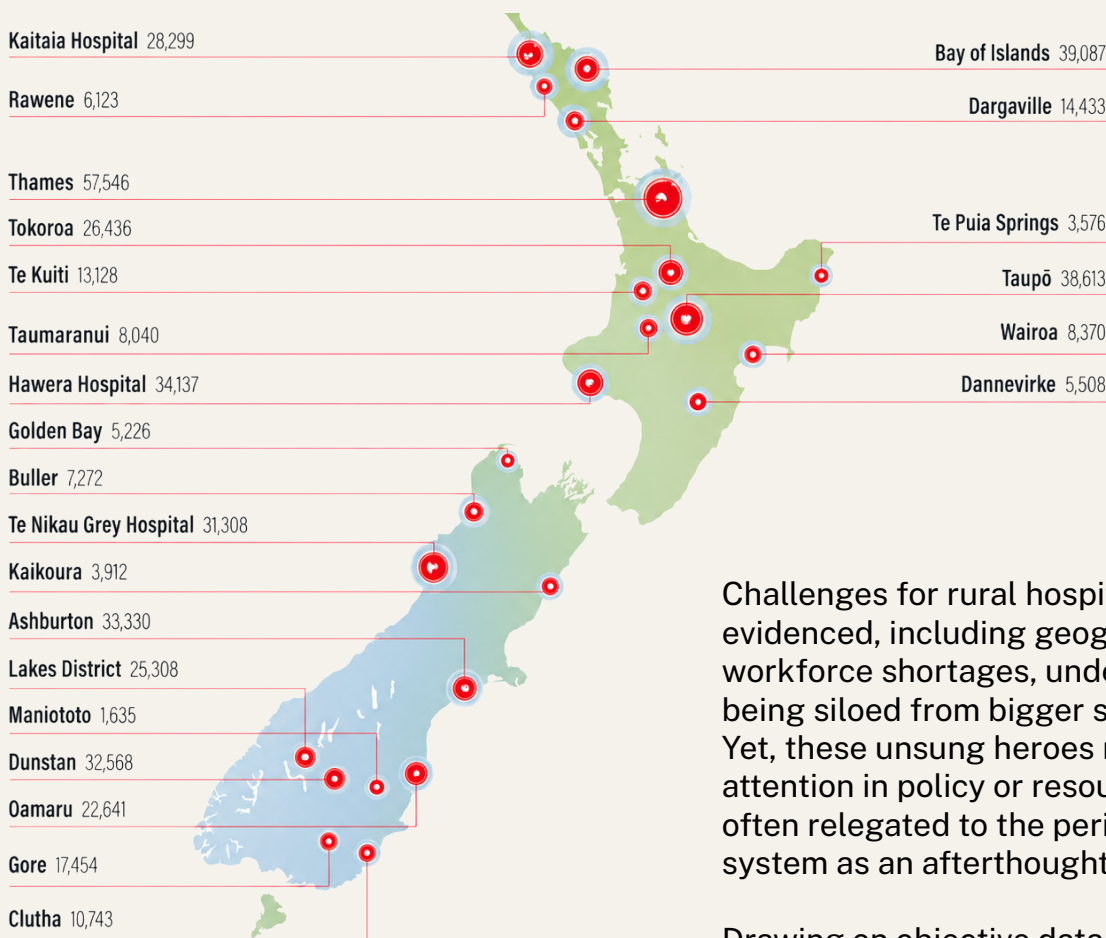 Kaitaia Hospital 28,299
Rawene 6,123
Thames 57,546
Tokoroa 26,436
Te Kuiti 13,128
Taumaranui 8,040
Hawera Hospital 34,137
Golden Bay 5,226
Buller 7,272
Te Nikau Grey Hospital 31,308
Kaikoura 3,912
Ashburton 33,330
Lakes District 25,308
Maniototo 1,635
Dunstan 32,568
Oamaru 22,641
Gore 17,454
Clutha 10,743
Bay of Islands 39,087
Dargaville 14,433
Te Puia Springs 3,576
Taupō 38,613
Wairoa 8,370
Dannevirke 5,508
Challenges for rural hospi
evidenced, including geog
workforce shortages, unde
being siloed from bigger s
Yet, these unsung heroes
attention in policy or resou
often relegated to the peri
system as an afterthought
Drawing on objective data